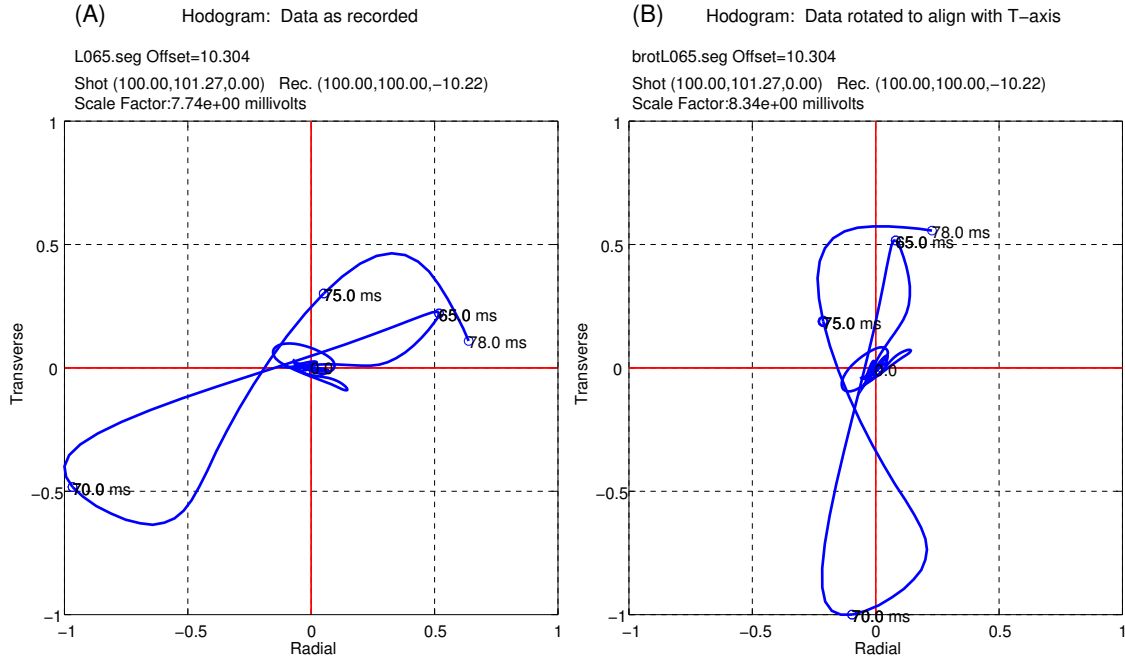 (A) Hodogram: Data as recorded
L065.seg Offset=10.304
Shot (100.00,101.27,0.00) Rec. (100.00,100.00,−10.22)
Scale Factor:7.74e+00 millivolts
1
0.5
0
−0.5
−1
Transverse
75.0 ms
65.0 ms
78.0 ms
70.0 ms
−1
−0.5
0
0.5
1
Radial
(B) Hodogram: Data rotated to align with T−axis
brotL065.seg Offset=10.304
Shot (100.00,101.27,0.00) Rec. (100.00,100.00,−10.22)
Scale Factor:8.34e+00 millivolts
1
0.5
0
−0.5
−1
Transverse
78.0 ms
65.0 ms
75.0 ms
70.0 ms
−1
−0.5
0
0.5
1
Radial